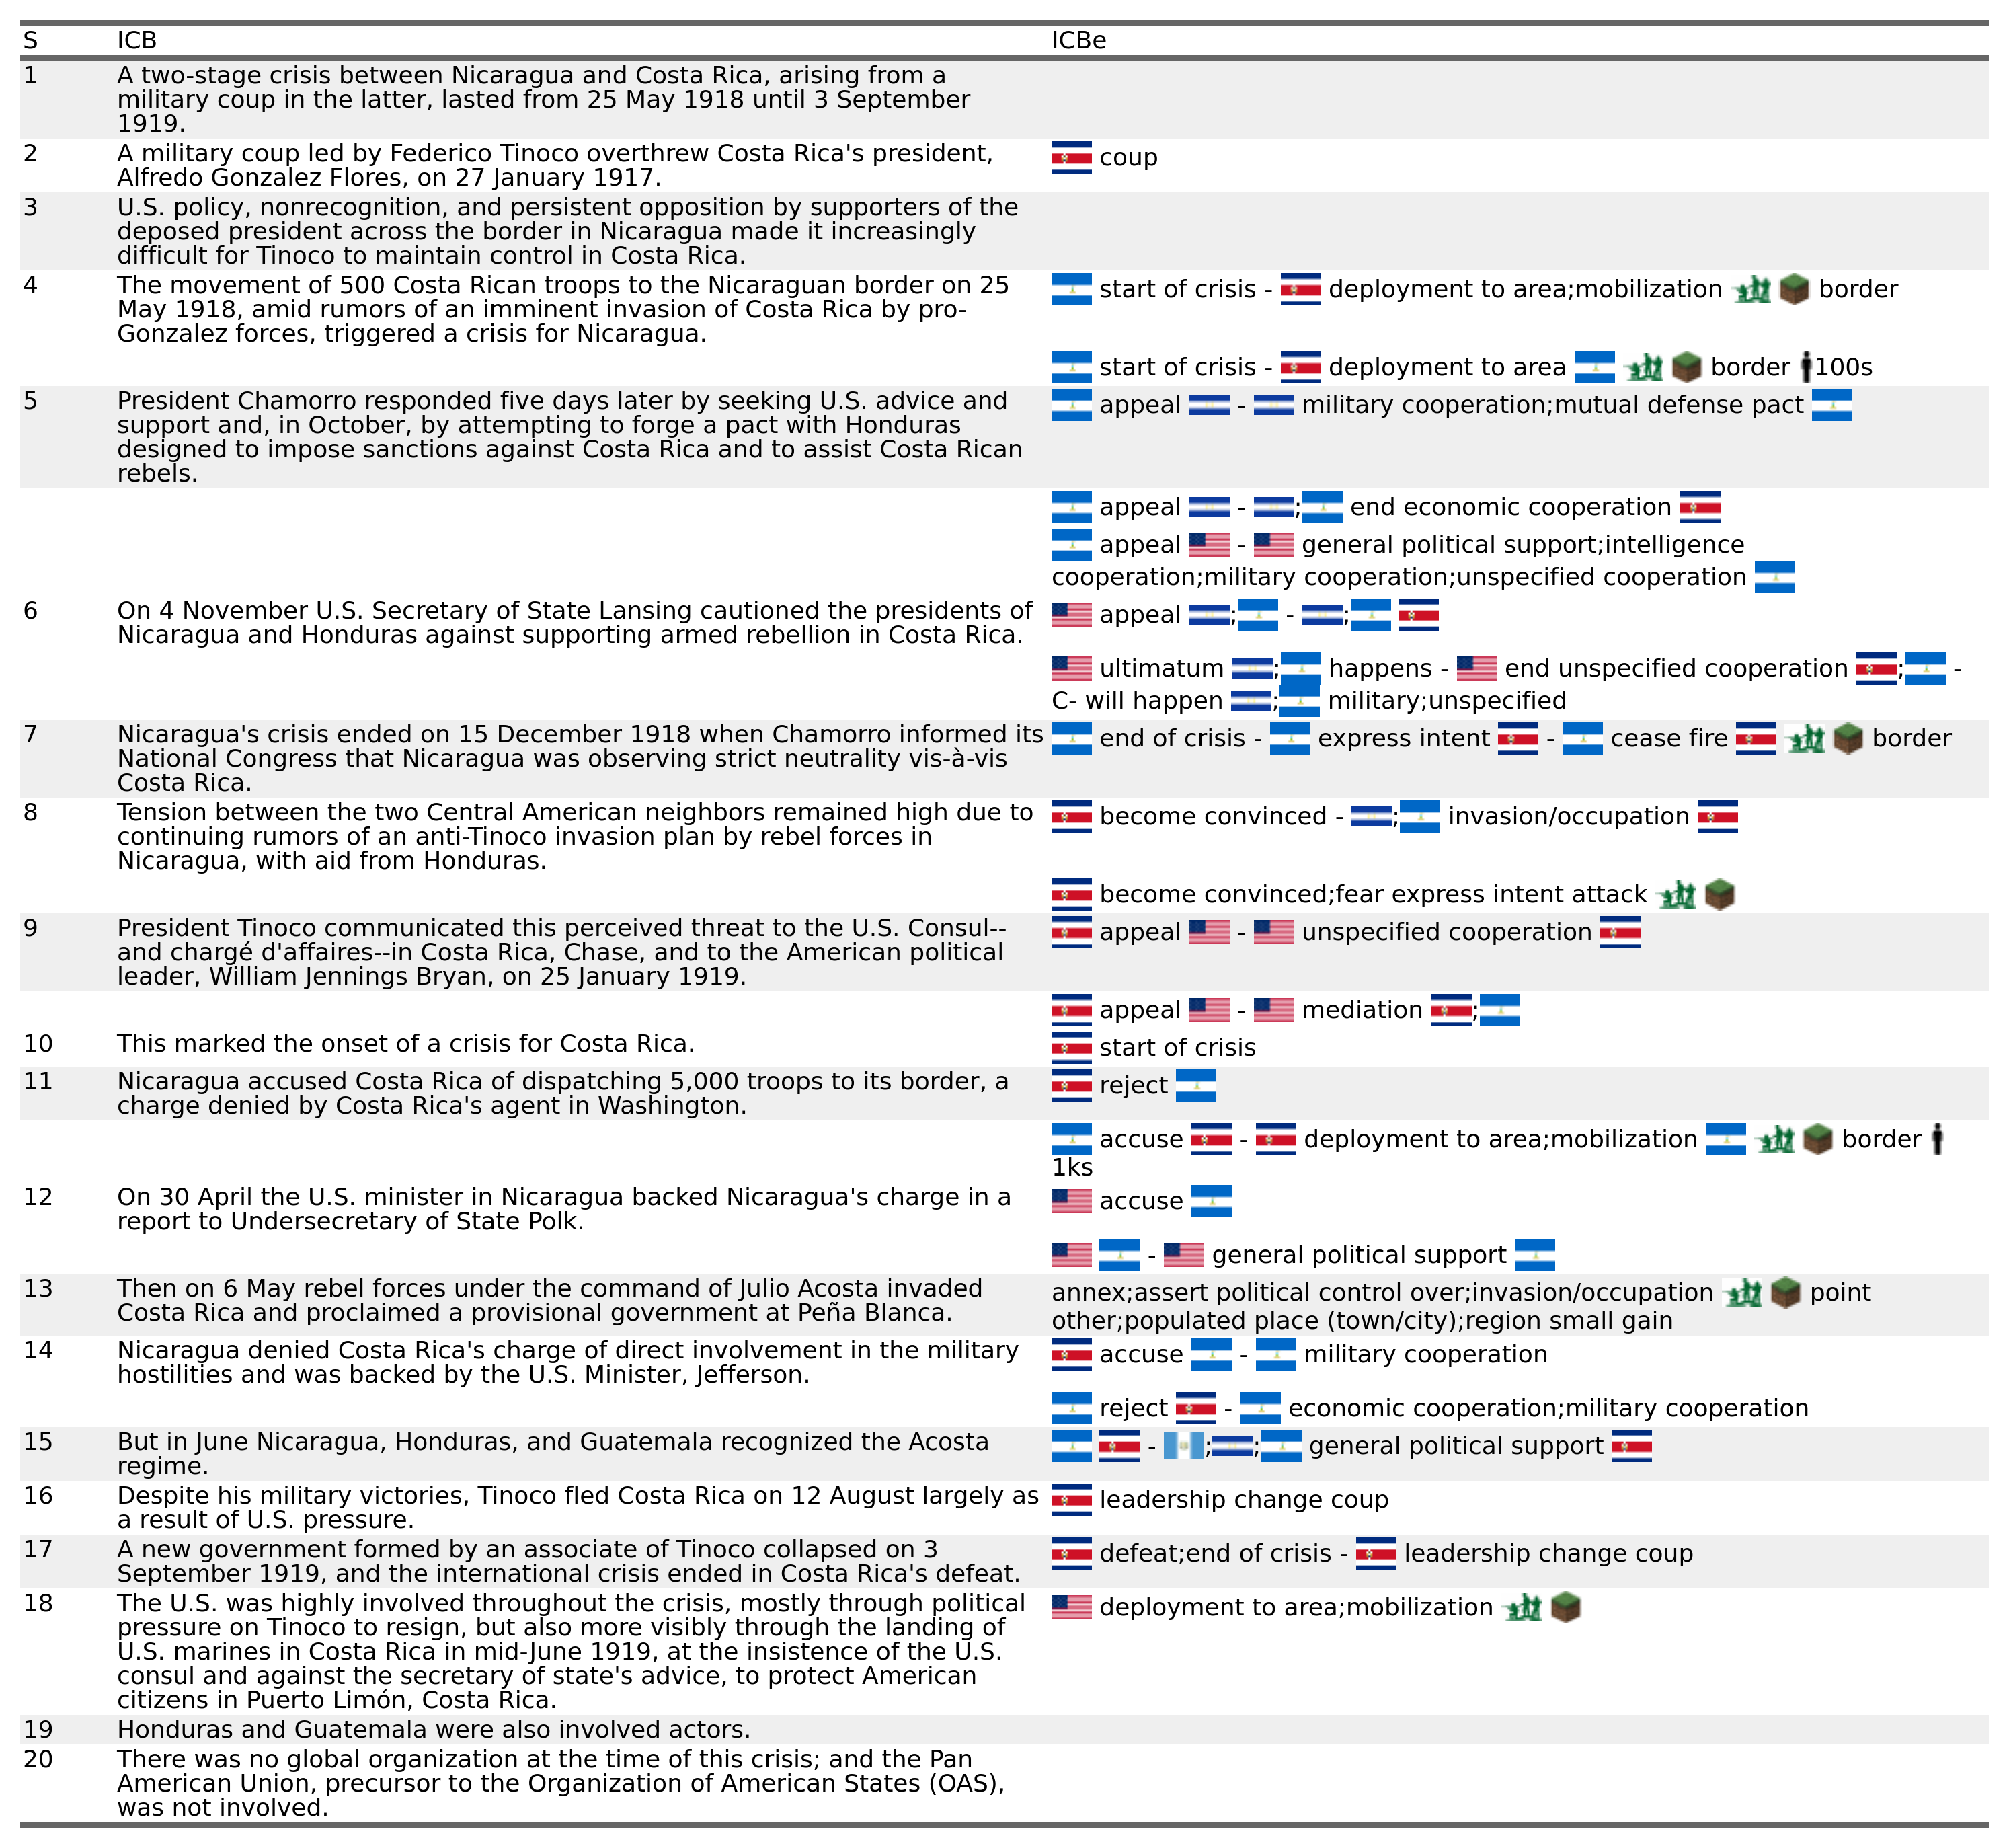 S ICB ICBe
1 A two-stage crisis between Nicaragua and Costa Rica, arising from a
military coup in the latter, lasted from 25 May 1918 until 3 September
1919.
2 A military coup led by Federico Tinoco overthrew Costa Rica's president, coup
Alfredo Gonzalez Flores, on 27 January 1917.
3 U.S. policy, nonrecognition, and persistent opposition by supporters of the
deposed president across the border in Nicaragua made it increasingly
difficult for Tinoco to maintain control in Costa Rica.
4 The movement of 500 Costa Rican troops to the Nicaraguan border on 25 start of crisis - deployment to area;mobilization border
May 1918, amid rumors of an imminent invasion of Costa Rica by pro-
Gonzalez forces, triggered a crisis for Nicaragua.
start of crisis - deployment to area border 100s
5 President Chamorro responded five days later by seeking U.S. advice and appeal - military cooperation;mutual defense pact
support and, in October, by attempting to forge a pact with Honduras
designed to impose sanctions against Costa Rica and to assist Costa Rican
rebels.
appeal - ; end economic cooperation
appeal - general political support;intelligence
cooperation;military cooperation;unspecified cooperation
6 On 4 November U.S. Secretary of State Lansing cautioned the presidents of appeal ; - ;
Nicaragua and Honduras against supporting armed rebellion in Costa Rica.
ultimatum ; happens - end unspecified cooperation ; -
C- will happen ; military;unspecified
7 Nicaragua's crisis ended on 15 December 1918 when Chamorro informed its end of crisis - express intent - cease fire border
National Congress that Nicaragua was observing strict neutrality vis-à-vis
Costa Rica.
8 Tension between the two Central American neighbors remained high due to become convinced - ; invasion/occupation
continuing rumors of an anti-Tinoco invasion plan by rebel forces in
Nicaragua, with aid from Honduras.
become convinced;fear express intent attack
9 President Tinoco communicated this perceived threat to the U.S. Consul-- appeal - unspecified cooperation
and chargé d'affaires--in Costa Rica, Chase, and to the American political
leader, William Jennings Bryan, on 25 January 1919.
appeal - mediation ;
10 This marked the onset of a crisis for Costa Rica. start of crisis
11 Nicaragua accused Costa Rica of dispatching 5,000 troops to its border, a reject
charge denied by Costa Rica's agent in Washington.
accuse - deployment to area;mobilization border
1ks
12 On 30 April the U.S. minister in Nicaragua backed Nicaragua's charge in a accuse
report to Undersecretary of State Polk.
- general political support
13 Then on 6 May rebel forces under the command of Julio Acosta invaded annex;assert political control over;invasion/occupation point
Costa Rica and proclaimed a provisional government at Peña Blanca. other;populated place (town/city);region small gain
14 Nicaragua denied Costa Rica's charge of direct involvement in the military accuse - military cooperation
hostilities and was backed by the U.S. Minister, Jefferson.
reject - economic cooperation;military cooperation
15 But in June Nicaragua, Honduras, and Guatemala recognized the Acosta - ; ; general political support
regime.
16 Despite his military victories, Tinoco fled Costa Rica on 12 August largely as leadership change coup
a result of U.S. pressure.
17 A new government formed by an associate of Tinoco collapsed on 3 defeat;end of crisis - leadership change coup
September 1919, and the international crisis ended in Costa Rica's defeat.
18 The U.S. was highly involved throughout the crisis, mostly through political deployment to area;mobilization
pressure on Tinoco to resign, but also more visibly through the landing of
U.S. marines in Costa Rica in mid-June 1919, at the insistence of the U.S.
consul and against the secretary of state's advice, to protect American
citizens in Puerto Limón, Costa Rica.
19 Honduras and Guatemala were also involved actors.
20 There was no global organization at the time of this crisis; and the Pan
American Union, precursor to the Organization of American States (OAS),
was not involved.